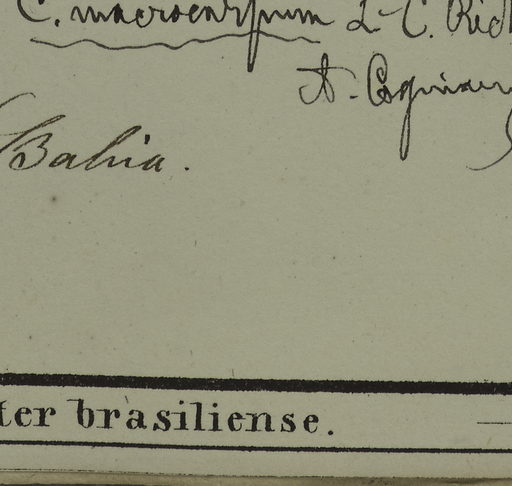 C. macrocarpum L-C. Rich
A. Cogniaux
Bahia.
ter brasiliense.